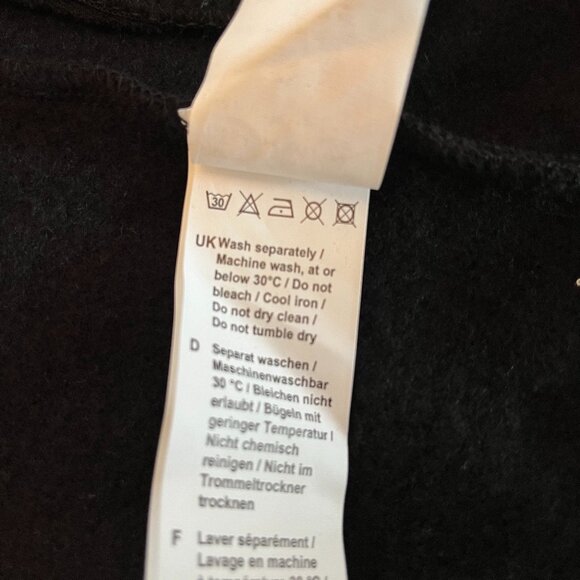 30
UK Wash separately /
Machine wash, at or
below 30°C / Do not
bleach / Cool iron /
Do not dry clean /
Do not tumble dry
D Separat waschen /
Maschinenwaschbar
30 °C / Bleichen nicht
erlaubt / Bügeln mit
geringer Temperatur /
Nicht chemisch
reinigen / Nicht im
Trommeltrockner
trocknen
F Laver séparément /
Lavage en machine